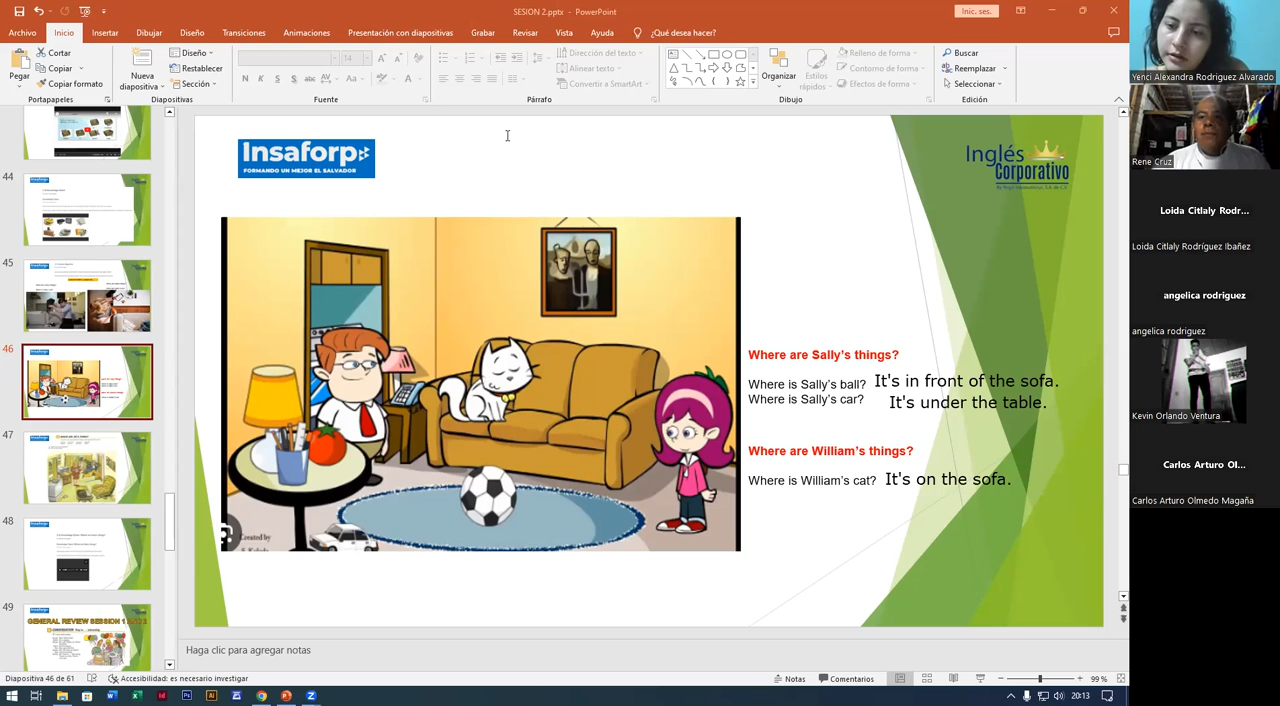 SESION 2.pptx - PowerPoint
Inic. ses.
Archivo Inicio Insertar Dibujar Diseño Transiciones Animaciones Presentación con diapositivas Grabar Revisar Vista Ayuda ¿Qué desea hacer?
Pegar
Cortar
Copiar
Copiar formato
Portapapeles
Nueva diapositiva
Diseño
Restablecer
Sección
Diapositivas
14
N K S S abc AV Aa A
Fuente
Dirección del texto
Alinear texto
Convertir a SmartArt
Párrafo
Organizar
Estilos rápidos
Relleno de forma
Contorno de forma
Efectos de forma
Dibujo
Buscar
Reemplazar
Seleccionar
Edición
44
45
46
47
48
49
GENERAL REVIEW SESSION 1
Insaforp
FORMANDO UN MEJOR EL SALVADOR
Inglés
Corporativo
Where are Sally's things?
Where is Sally's ball? It's in front of the sofa.
Where is Sally's car? It's under the table.
Where are William's things?
Where is William's cat? It's on the sofa.
Created by
Haga clic para agregar notas
Diapositiva 46 de 61
Accesibilidad: es necesario investigar
Notas
Comentarios
99 %
20:13
Yenci Alexandra Rodriguez Alvarado
Rene Cruz
Loida Citlaly Rodr...
Loida Citlaly Rodríguez Ibañez
angelica rodriguez
angelica rodriguez
Kevin Orlando Ventura
Carlos Arturo Ol...
Carlos Arturo Olmedo Magaña